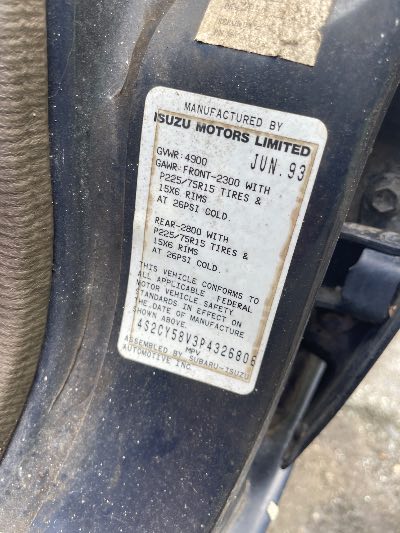 MANUFACTURED BY
ISUZU MOTORS LIMITED
GVWR: 4900 JUN. 93
GAWR: FRONT-2300 WITH
P225/75R15 TIRES &
15X6 RIMS
AT 26PSI COLD.
REAR-2800 WITH
P225/75R15 TIRES &
15X6 RIMS
AT 26PSI COLD.
THIS VEHICLE CONFORMS TO
ALL APPLICABLE FEDERAL
MOTOR VEHICLE SAFETY
STANDARDS IN EFFECT ON
THE DATE OF MANUFACTURE
SHOWN ABOVE.
4S2CY58V3P4326808
MPV
ASSEMBLED BY SUBARU-ISUZU
AUTOMOTIVE INC.